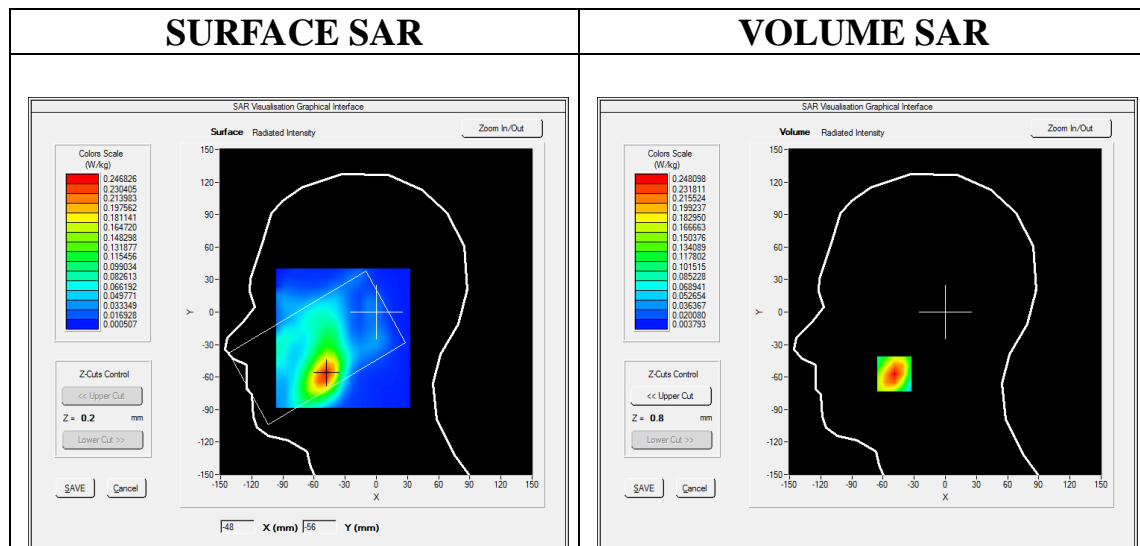 SURFACE SAR
VOLUME SAR
SAR Visualisation Graphical Interface
Surface Radiated Intensity
Zoom In/Out
Colors Scale
(W/kg)
0.246826
0.230405
0.213983
0.197562
0.181141
0.164720
0.148298
0.131877
0.115456
0.099034
0.082613
0.066192
0.049771
0.033349
0.016928
0.000507
Z-Cuts Control
<< Upper Cut
Z = 0.2 mm
Lower Cut >>
SAVE Cancel
150
120
90
60
30
0
-30
-60
-90
-120
-150
Y
-150 -120 -90 -60 -30 0 30 60 90 120 150
X
-48 X (mm) -56 Y (mm)
SAR Visualisation Graphical Interface
Volume Radiated Intensity
Zoom In/Out
Colors Scale
(W/kg)
0.248098
0.231811
0.215524
0.199237
0.182950
0.166663
0.150376
0.134089
0.117802
0.101515
0.085228
0.068941
0.052654
0.036367
0.020080
0.003793
Z-Cuts Control
<< Upper Cut
Z = 0.8 mm
Lower Cut >>
SAVE Cancel
150
120
90
60
30
0
-30
-60
-90
-120
-150
Y
-150 -120 -90 -60 -30 0 30 60 90 120 150
X